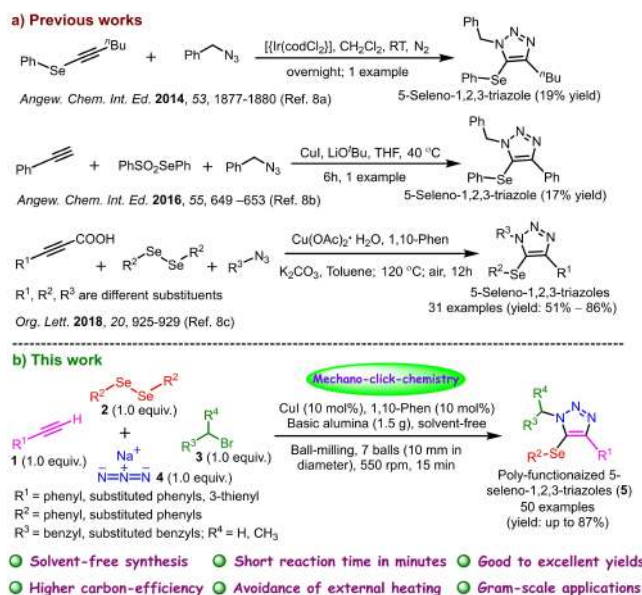 a) Previous works
Ph Se nBu + Ph N3
[{Ir(codCl2)}], CH2Cl2, RT, N2
overnight; 1 example
Ph N N N Ph Se nBu
Angew. Chem. Int. Ed. 2014, 53, 1877-1880 (Ref. 8a)
5-Seleno-1,2,3-triazole (19% yield)
Ph + PhSO2SePh + Ph N3
CuI, LiOtBu, THF, 40 °C
6h, 1 example
Ph N N N Ph Se Ph
Angew. Chem. Int. Ed. 2016, 55, 649 –653 (Ref. 8b)
5-Seleno-1,2,3-triazole (17% yield)
R1 COOH + R2 Se Se R2 + R3 N3
Cu(OAc)2• H2O, 1,10-Phen
K2CO3, Toluene; 120 °C; air, 12h
R3 N N N R2 Se R1
R1, R2, R3 are different substituents
5-Seleno-1,2,3-triazoles
31 examples (yield: 51% – 86%)
Org. Lett. 2018, 20, 925-929 (Ref. 8c)
b) This work
R2 Se Se R2
2 (1.0 equiv.)
R1 H
1 (1.0 equiv.)
+
R4 R3 Br
3 (1.0 equiv.)
Na+
N=N=N
4 (1.0 equiv.)
Mechano-click-chemistry
CuI (10 mol%), 1,10-Phen (10 mol%)
Basic alumina (1.5 g), solvent-free
Ball-milling, 7 balls (10 mm in
diameter), 550 rpm, 15 min
R4 R3 N N N R2 Se R1
Poly-functionaized 5-
seleno-1,2,3-triazoles (5)
50 examples
(yield: up to 87%)
R1 = phenyl, substituted phenyls, 3-thienyl
R2 = phenyl, substituted phenyls
R3 = benzyl, substituted benzyls; R4 = H, CH3
Solvent-free synthesis Short reaction time in minutes Good to excellent yields
Higher carbon-efficiency Avoidance of external heating Gram-scale applications